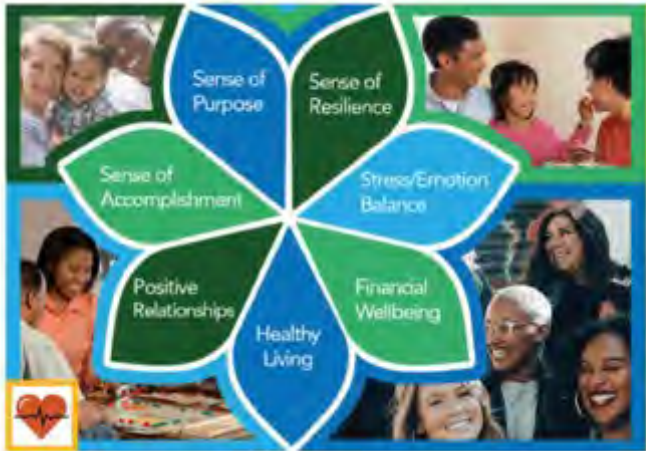 Sense of
Purpose
Sense of
Resilience
Sense of
Accomplishment
Stress/Emotion
Balance
Positive
Relationships
Financial
Wellbeing
Healthy
Living